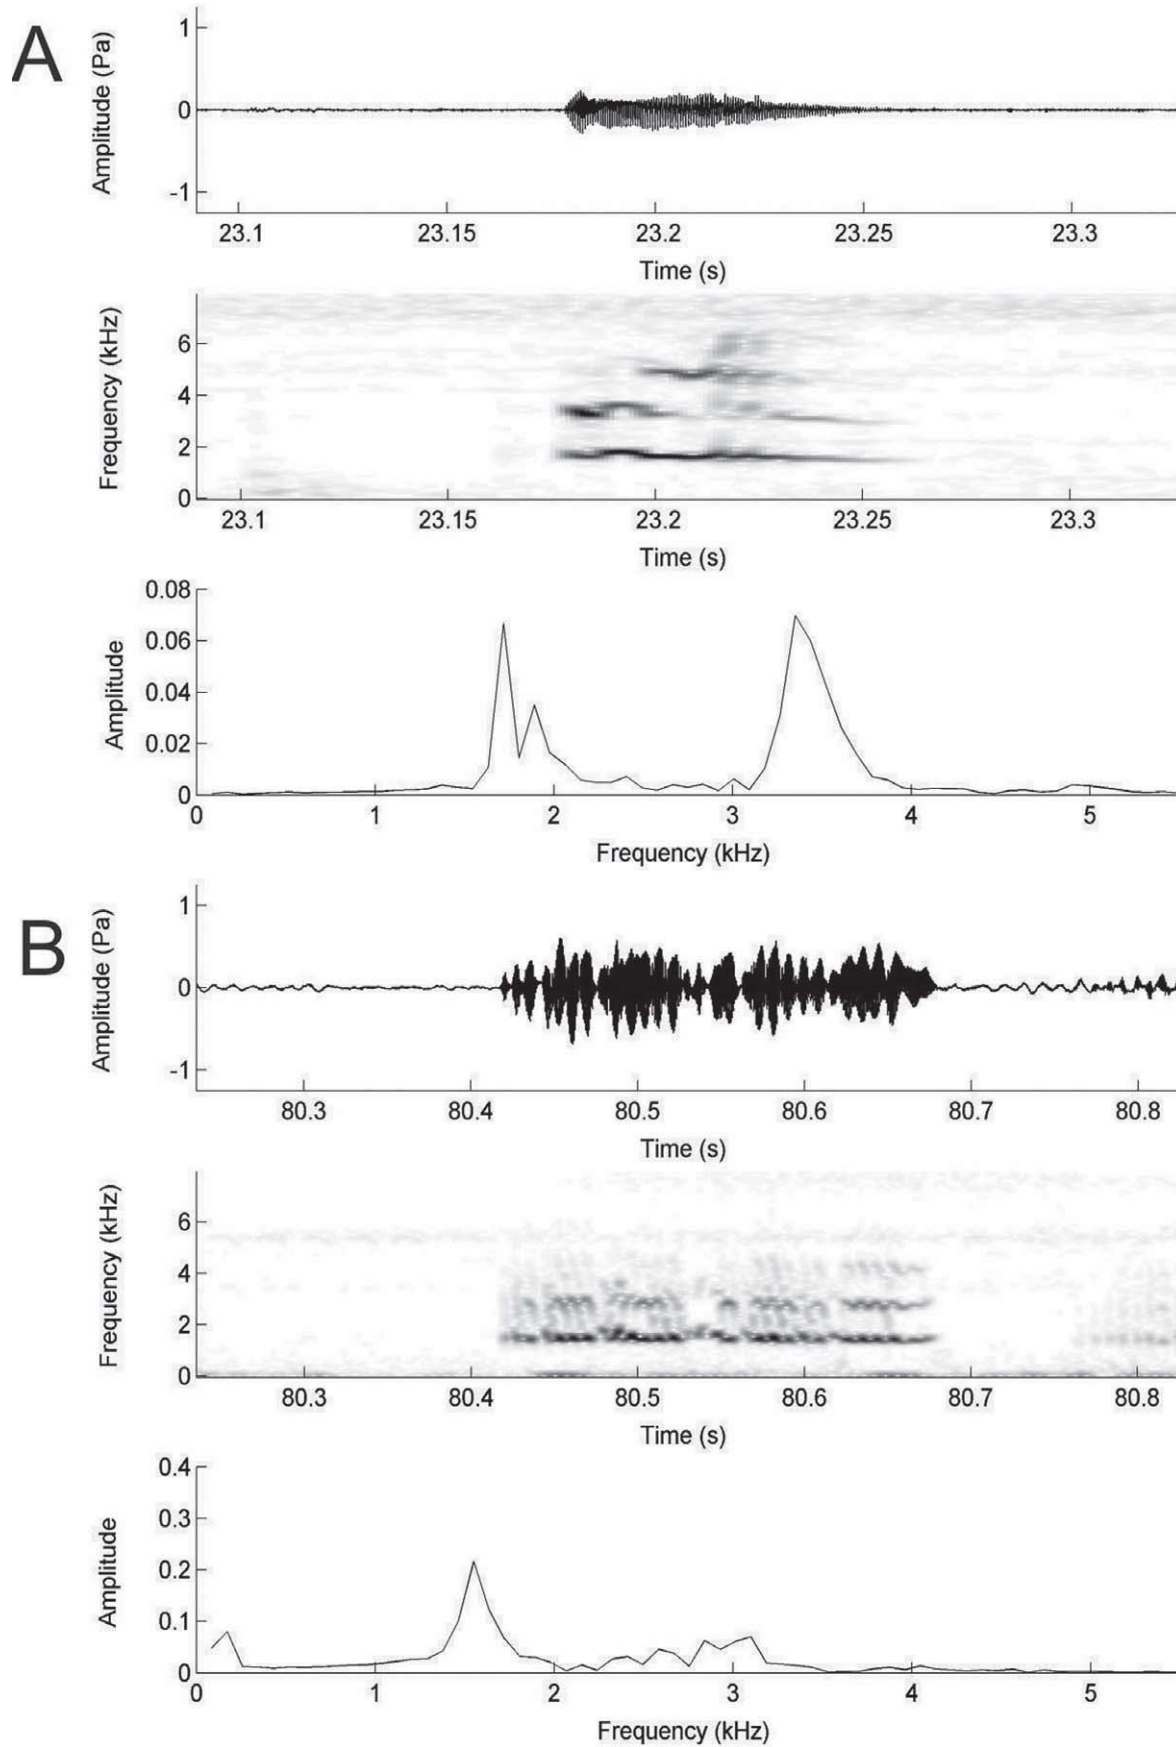 A
Amplitude (Pa)
1
0
-1
23.1 23.15 23.2 23.25 23.3
Time (s)
Frequency (kHz)
6
4
2
0
23.1 23.15 23.2 23.25 23.3
Time (s)
Amplitude
0.08
0.06
0.04
0.02
0
0 1 2 3 4 5
Frequency (kHz)
B
Amplitude (Pa)
1
0
-1
80.3 80.4 80.5 80.6 80.7 80.8
Time (s)
Frequency (kHz)
6
4
2
0
80.3 80.4 80.5 80.6 80.7 80.8
Time (s)
Amplitude
0.4
0.3
0.2
0.1
0
0 1 2 3 4 5
Frequency (kHz)